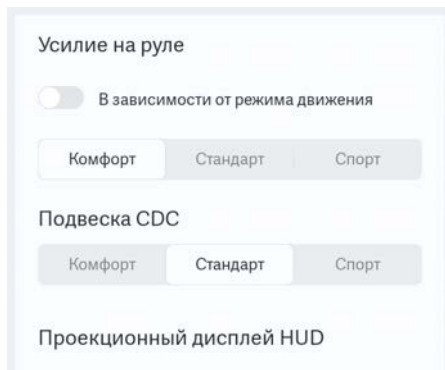 Усилие на руле
В зависимости от режима движения
Комфорт Стандарт Спорт
Подвеска CDC
Комфорт Стандарт Спорт
Проекционный дисплей HUD